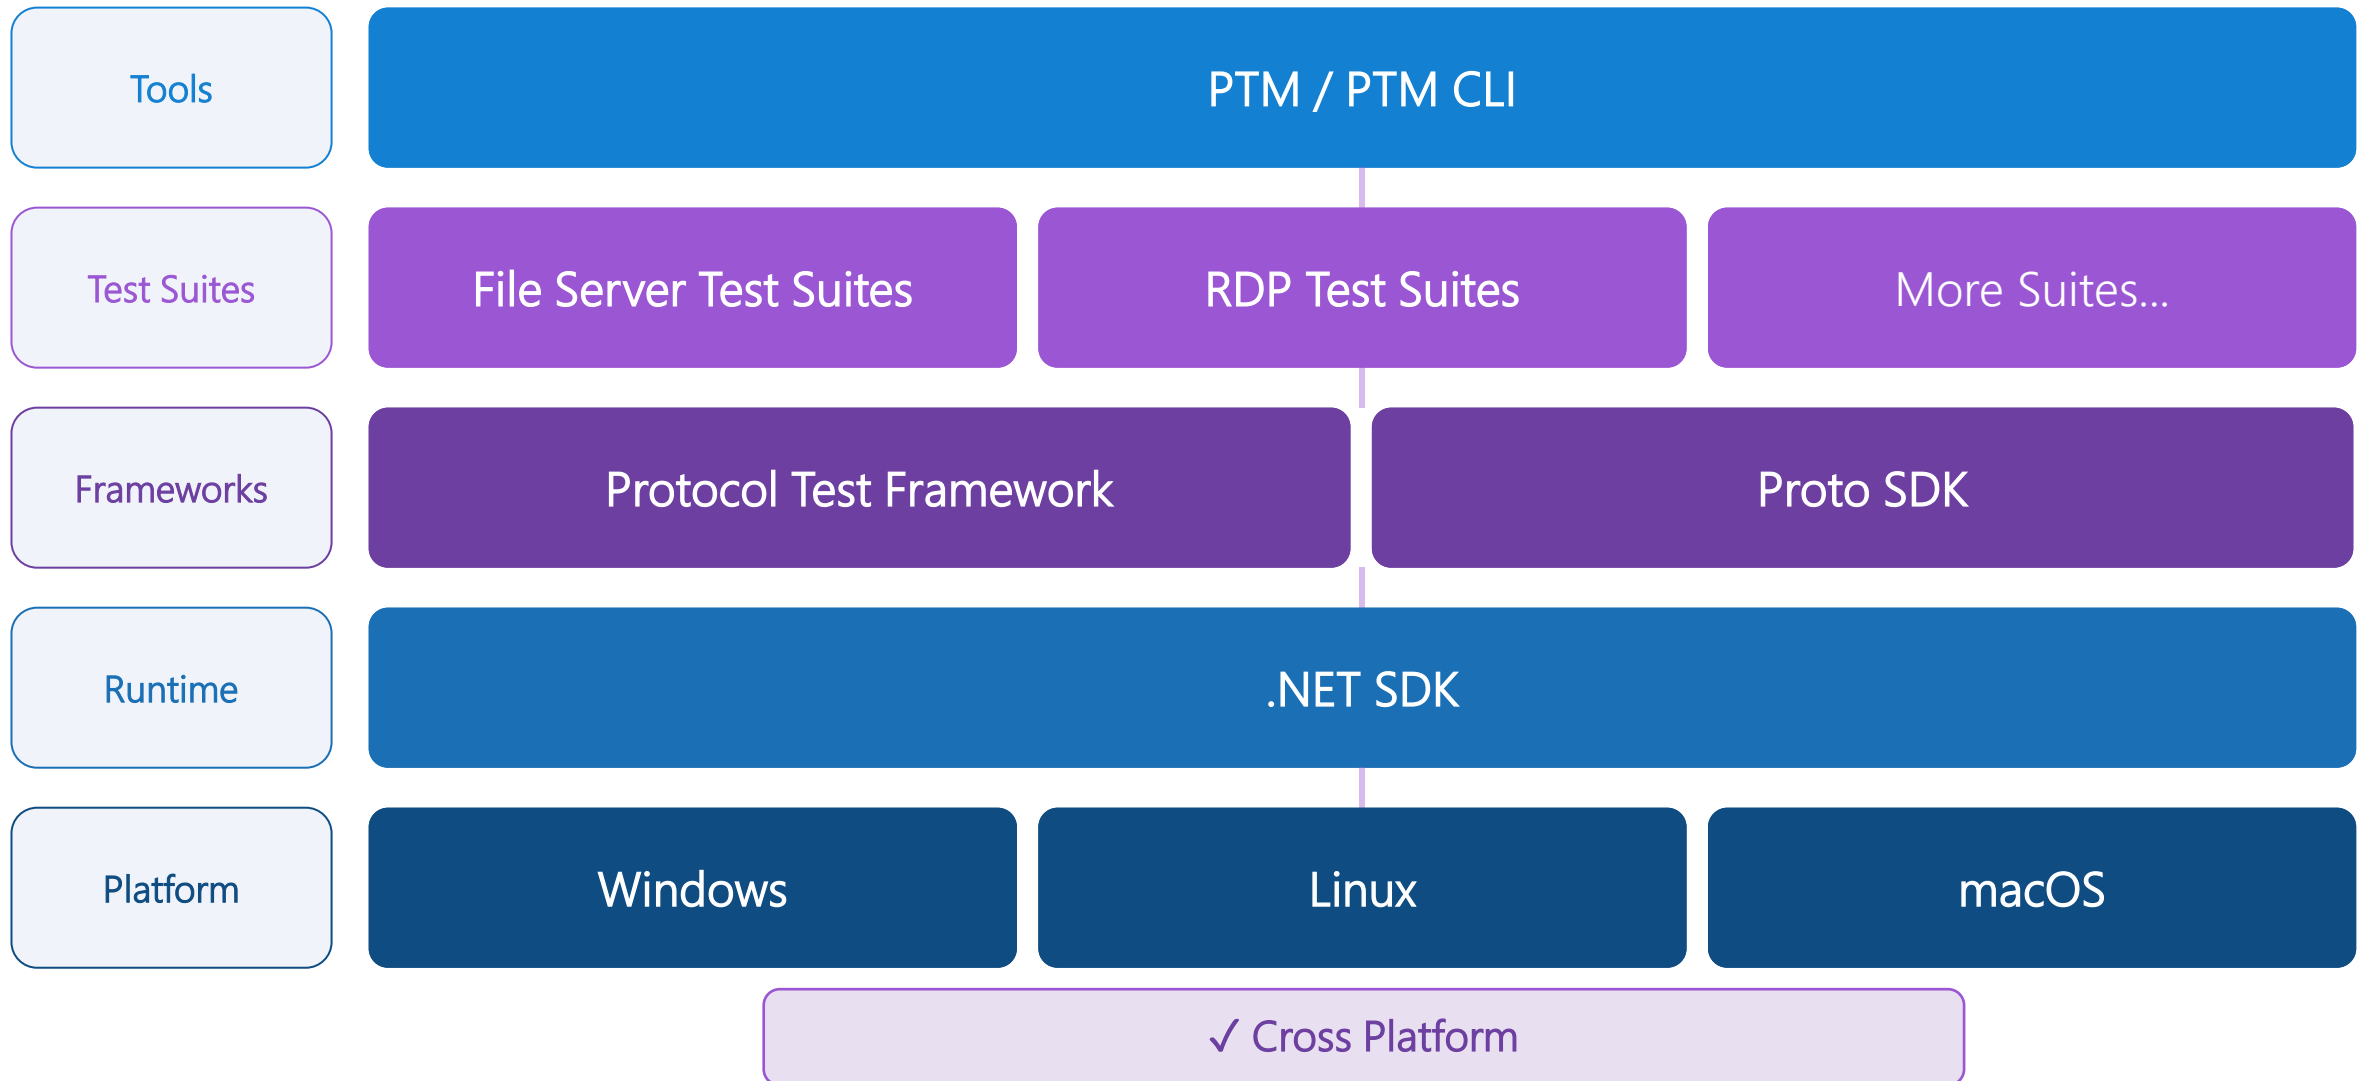 Tools
PTM / PTM CLI
Test Suites
File Server Test Suites
RDP Test Suites
More Suites...
Frameworks
Protocol Test Framework
Proto SDK
Runtime
.NET SDK
Platform
Windows
Linux
macOS
✓ Cross Platform